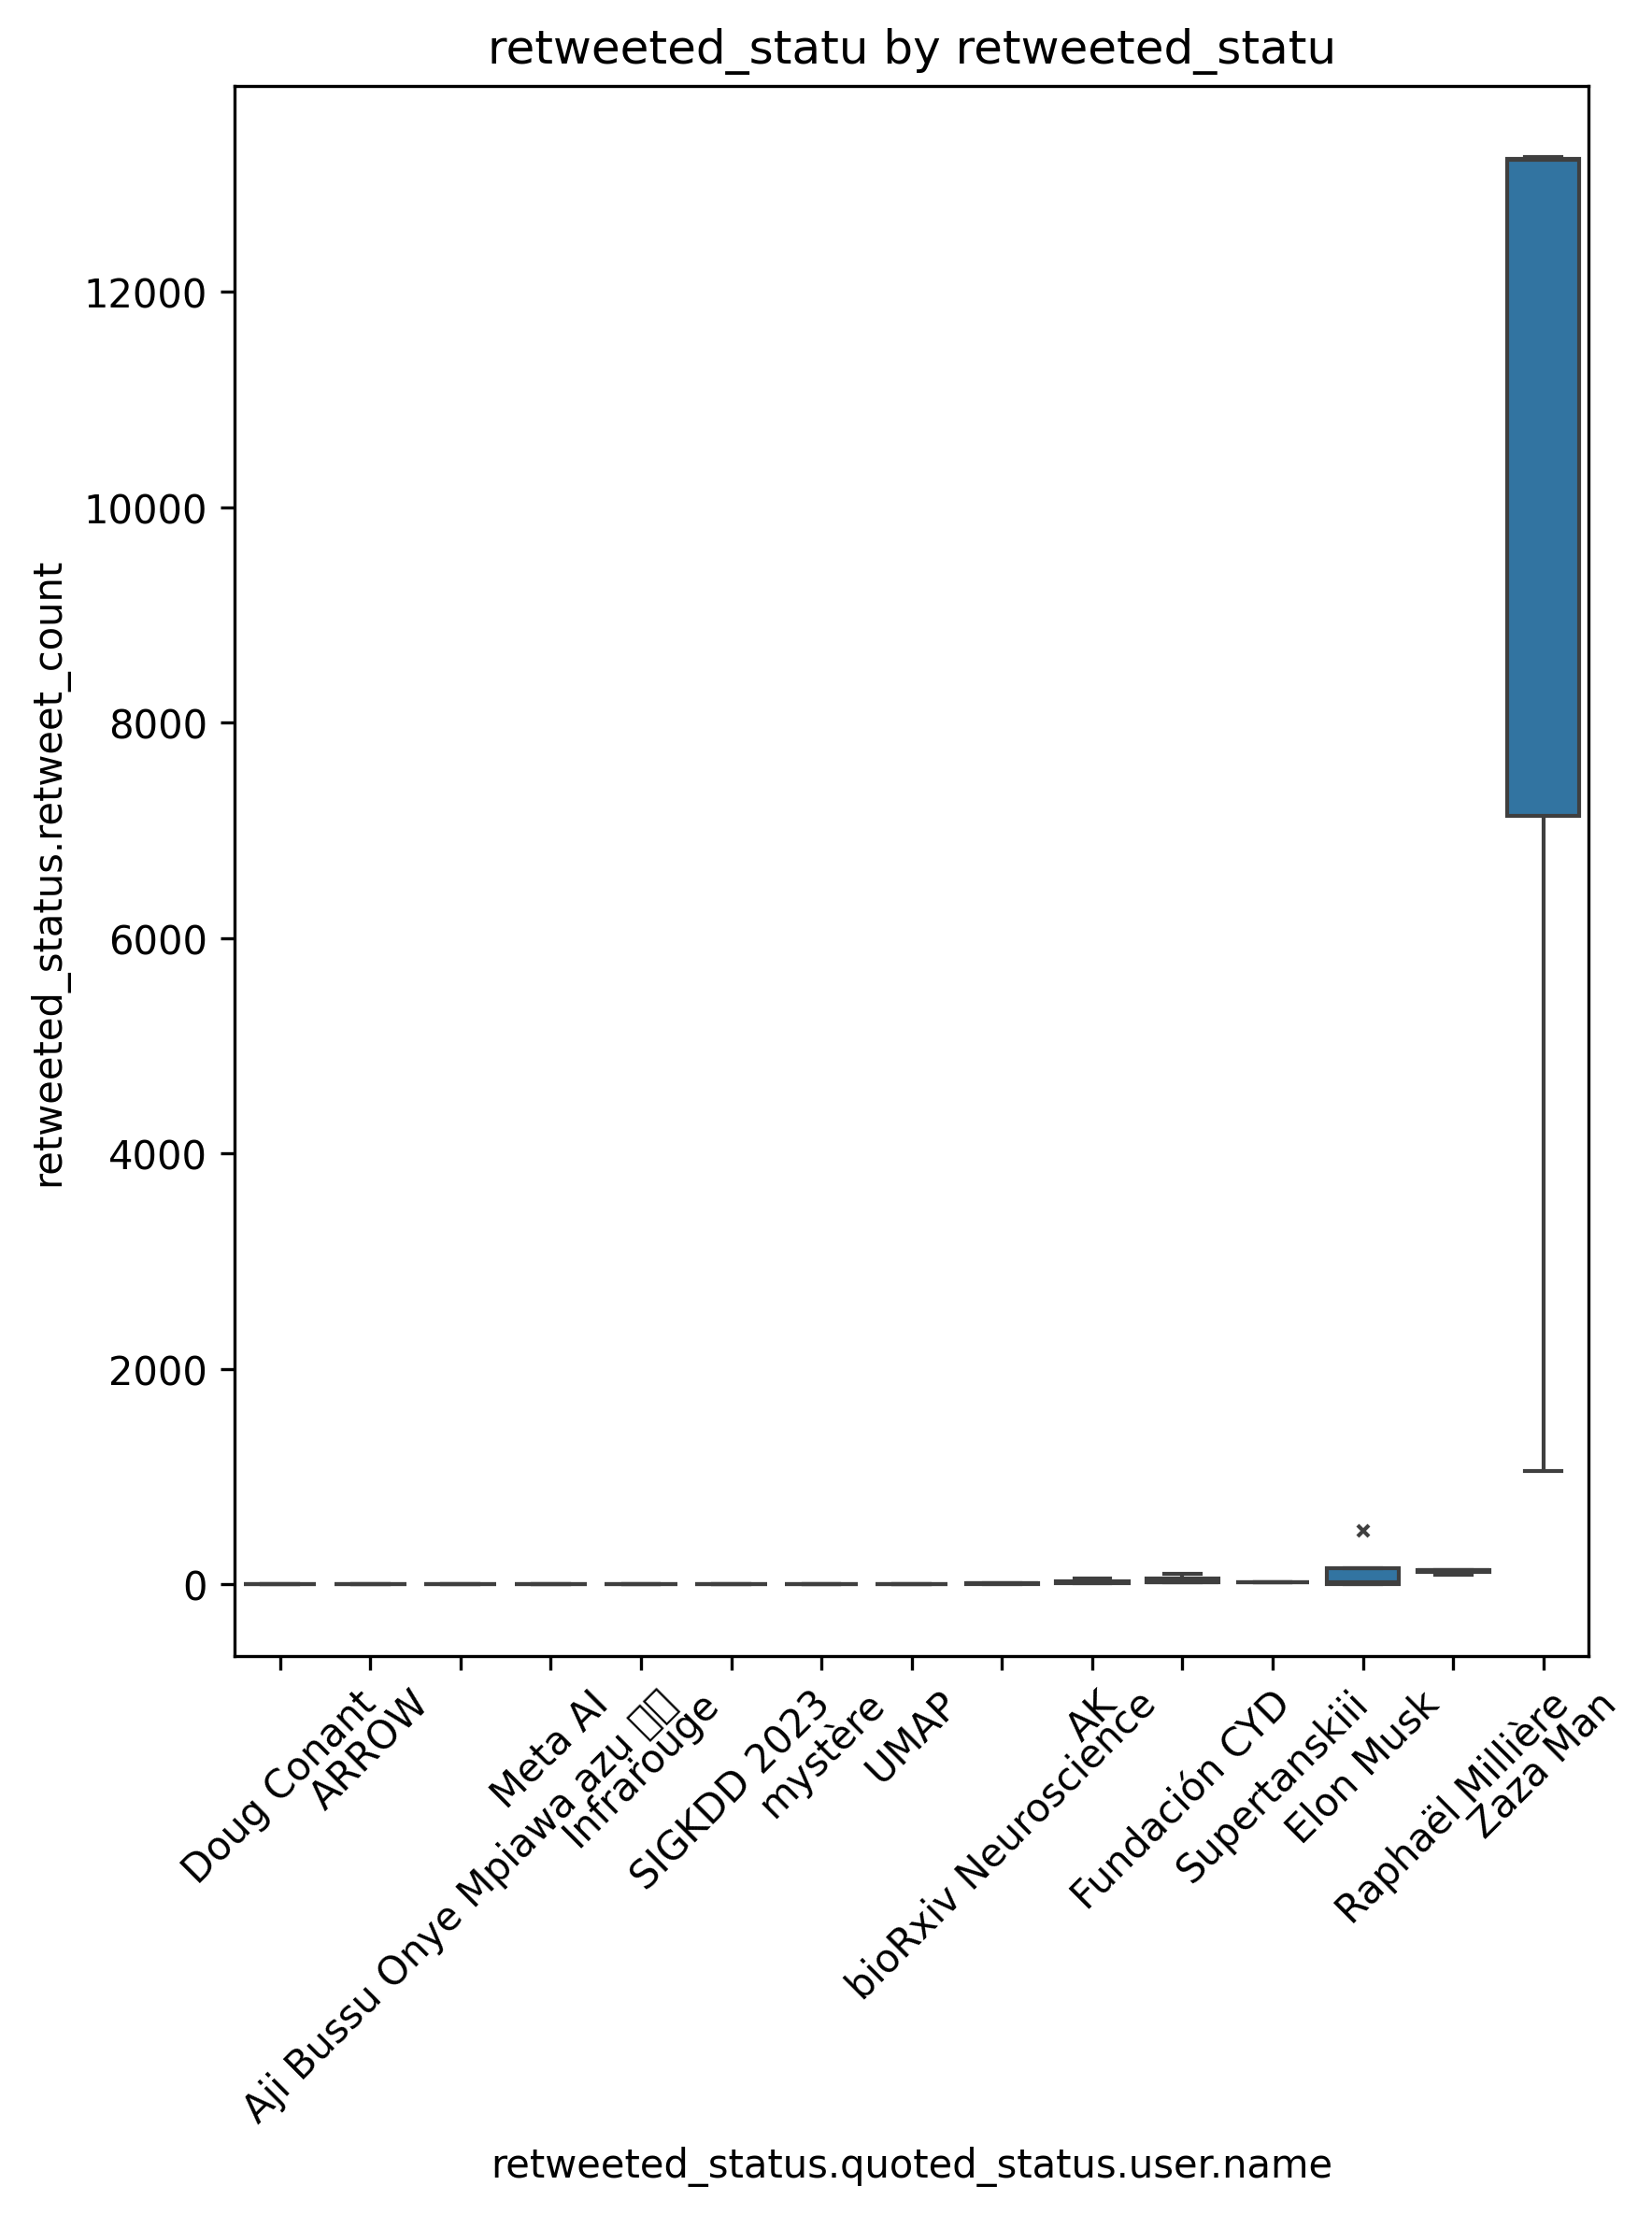 retweeted_statu by retweeted_statu
retweeted_status.retweet_count
12000
10000
8000
6000
4000
2000
0
Doug Conant
ARROW
Aji Bussu Onye Mpiawa azu
Meta AI
Infrarouge
SIGKDD 2023
mystère
UMAP
bioRxiv Neuroscience
AK
Fundación CYD
Supertanskiii
Elon Musk
Raphaël Millière
Zaza Man
retweeted_status.quoted_status.user.name